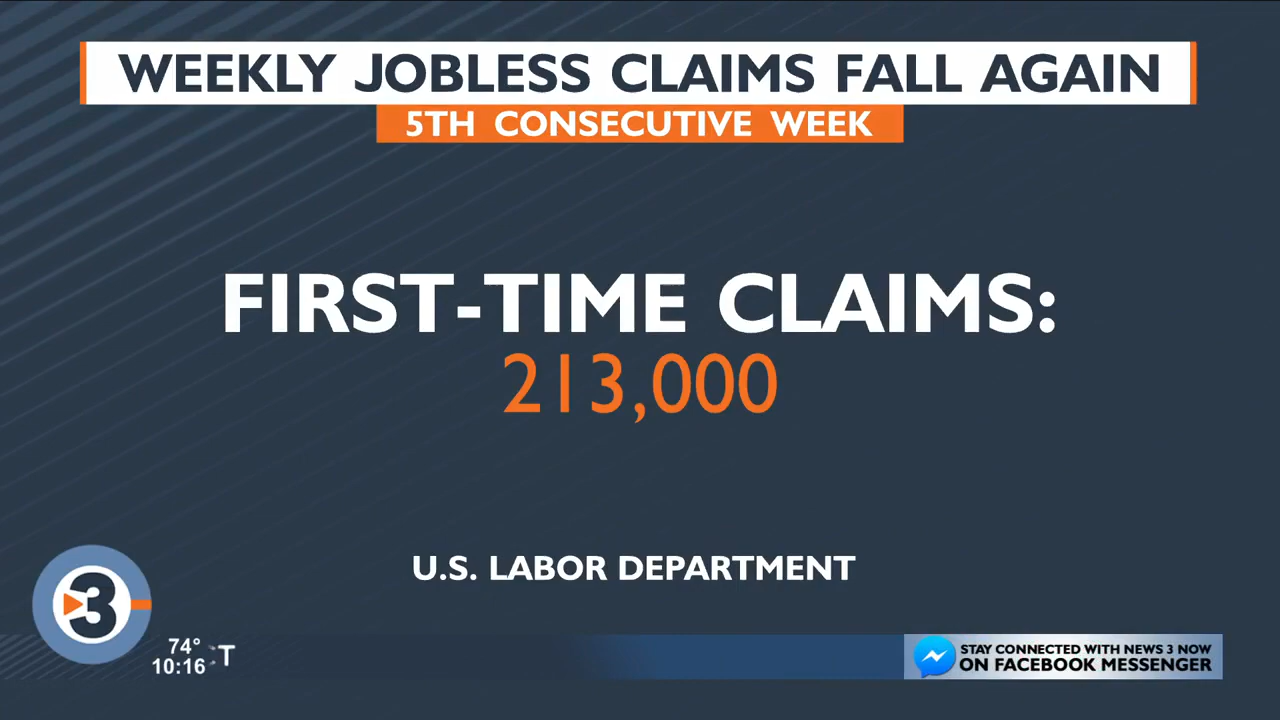 WEEKLY JOBLESS CLAIMS FALL AGAIN
5TH CONSECUTIVE WEEK
FIRST-TIME CLAIMS:
213,000
U.S. LABOR DEPARTMENT
3
74°
10:16
T
STAY CONNECTED WITH NEWS 3 NOW
ON FACEBOOK MESSENGER